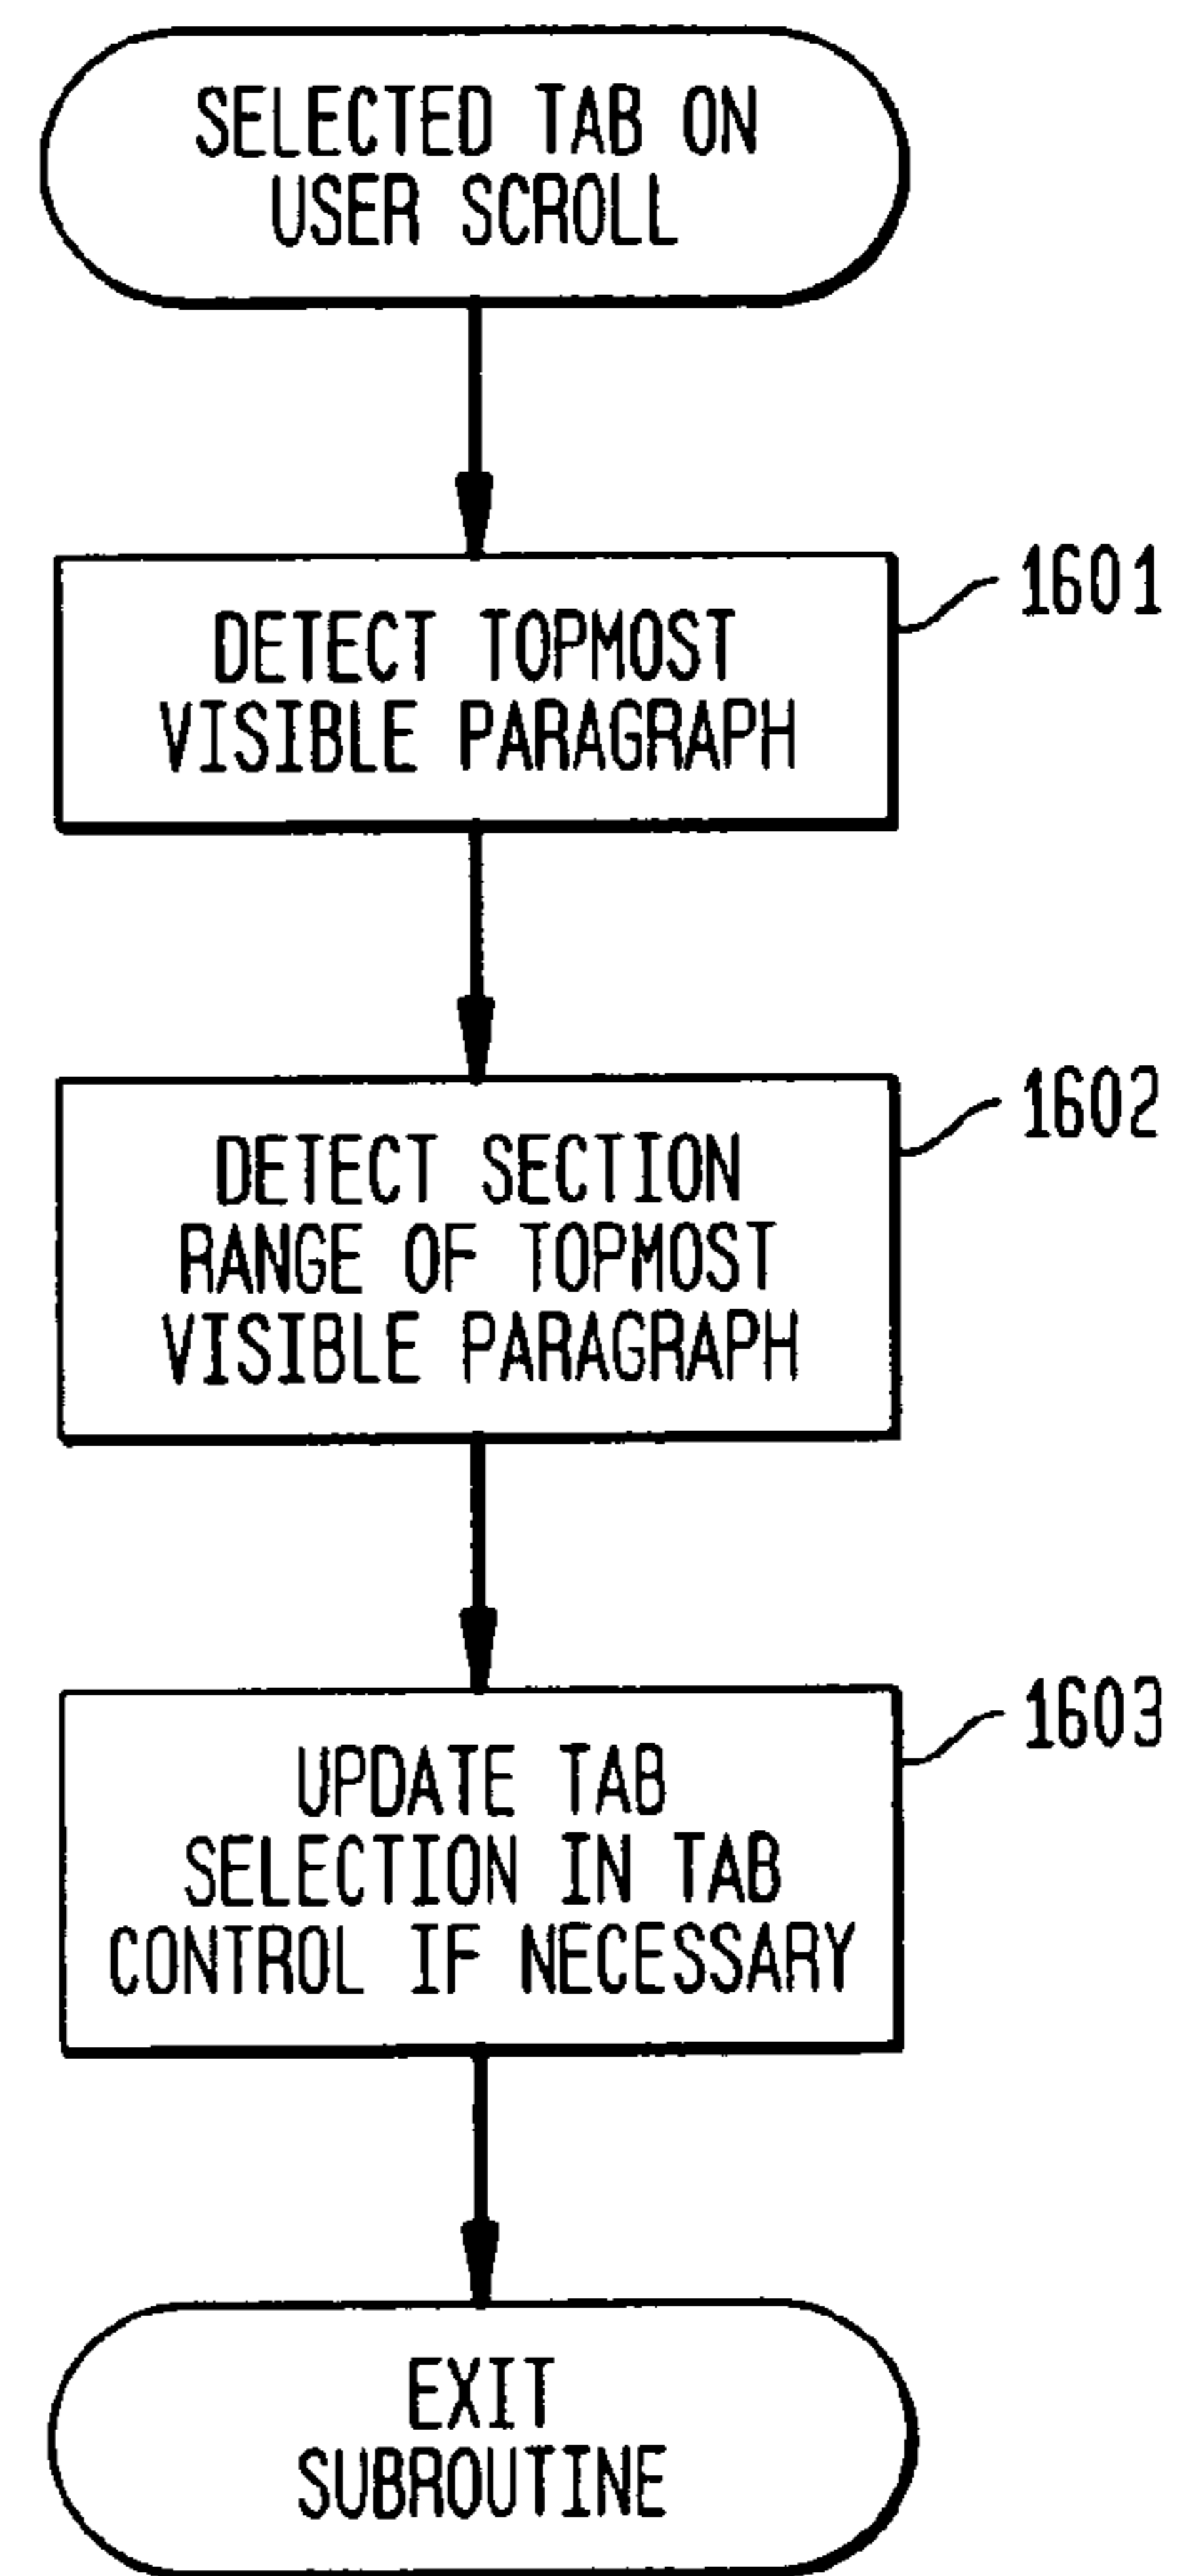 SELECTED TAB ON
USER SCROLL
1601
DETECT TOPMOST
VISIBLE PARAGRAPH
1602
DETECT SECTION
RANGE OF TOPMOST
VISIBLE PARAGRAPH
1603
UPDATE TAB
SELECTION IN TAB
CONTROL IF NECESSARY
EXIT
SUBROUTINE